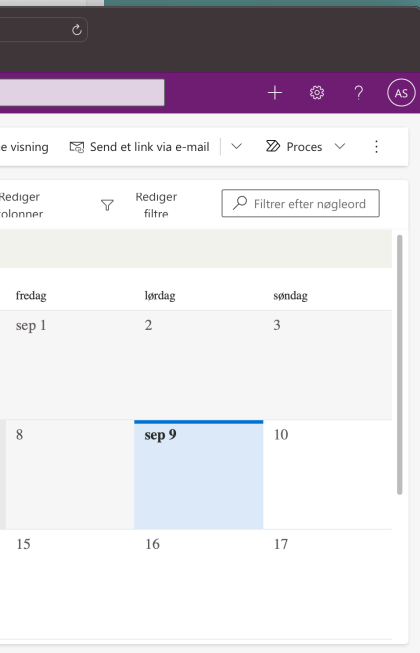 AS
e visning Send et link via e-mail Proces
Rediger Rediger
olonner filtre Filtrer efter nøgleord
fredag lørdag søndag
sep 1 2 3
8 sep 9 10
15 16 17